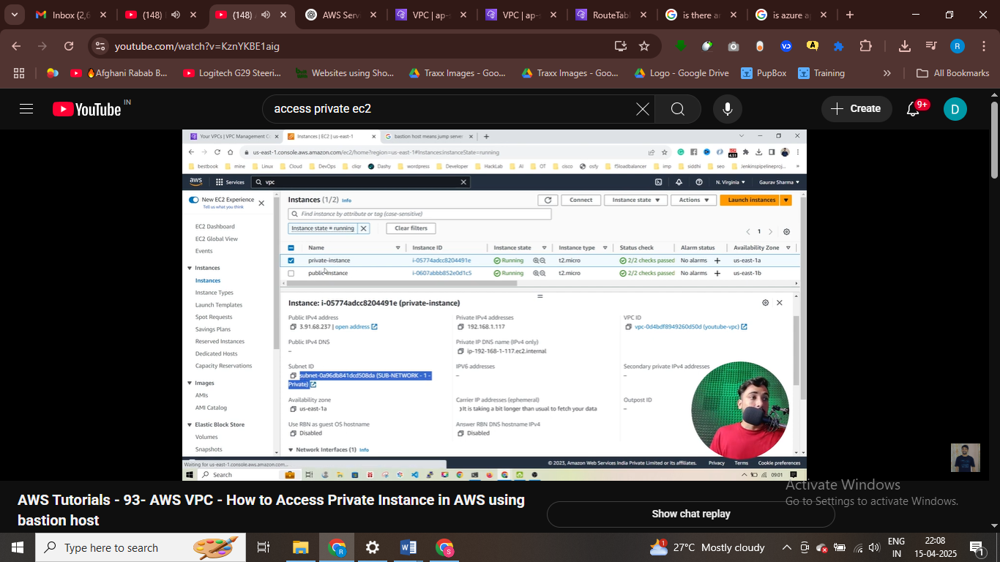 Inbox (2,6
(148)
(148)
AWS Serv
VPC | ap-s
VPC | ap-s
RouteTab
is there an
is azure ap
youtube.com/watch?v=KznYKBE1aig
🔥Afghani Rabab B...
Logitech G29 Steeri...
Websites using Sho...
Traxx Images - Goo...
Traxx Images - Goo...
Logo - Google Drive
PupBox
Training
All Bookmarks
YouTube IN
access private ec2
Create
9+
D
Your VPCs | VPC Management C
Instances | EC2 | us-east-1
bastion host means jump server
us-east-1.console.aws.amazon.com/ec2/home?region=us-east-1#Instances:instanceState=running
bestbook
mine
Linux
Cloud
DevOps
cliqr
Dashy
wordpress
Developer
HackLab
AI
OT
cisco
osfy
f5loadbalancer
imp
siddhi
seo
Jenkinspipelineproj...
aws
Services
vpc
N. Virginia
Gaurav Sharma
New EC2 Experience
Tell us what you think
EC2 Dashboard
EC2 Global View
Events
Instances
Instances
Instance Types
Launch Templates
Spot Requests
Savings Plans
Reserved Instances
Dedicated Hosts
Capacity Reservations
Images
AMIs
AMI Catalog
Elastic Block Store
Volumes
Snapshots
Instances (1/2) Info
Connect
Instance state
Actions
Launch instances
Find instance by attribute or tag (case-sensitive)
Instance state = running
Clear filters
1
Name
Instance ID
Instance state
Instance type
Status check
Alarm status
Availability Zone
private-instance
i-05774adcc8204491e
Running
t2.micro
2/2 checks passed
No alarms
us-east-1a
public-instance
i-0607abbb852e0d1c5
Running
t2.micro
2/2 checks passed
No alarms
us-east-1b
Instance: i-05774adcc8204491e (private-instance)
Public IPv4 address
3.91.68.237 | open address
Private IPv4 addresses
192.168.1.117
VPC ID
vpc-0d4bdf8949260d50d (youtube-vpc)
Public IPv4 DNS
–
Private IP DNS name (IPv4 only)
ip-192-168-1-117.ec2.internal
Subnet ID
subnet-0a96db841dcd508da (SUB-NETWORK - 1 -
Private)
IPV6 addresses
–
Secondary private IPv4 addresses
–
Availability zone
us-east-1a
Carrier IP addresses (ephemeral)
It is taking a bit longer than usual to fetch your data
Outpost ID
–
Use RBN as guest OS hostname
Disabled
Answer RBN DNS hostname IPv4
Disabled
Network Interfaces (1) Info
Waiting for us-east-1.console.aws.amazon.com...
© 2023, Amazon Web Services India Private Limited or its affiliates.
Privacy
Terms
Cookie preferences
Search
09:01
AWS Tutorials - 93- AWS VPC - How to Access Private Instance in AWS using
bastion host
Show chat replay
Activate Windows
Go to Settings to activate Windows.
Type here to search
27°C Mostly cloudy
ENG
IN
22:08
15-04-2025